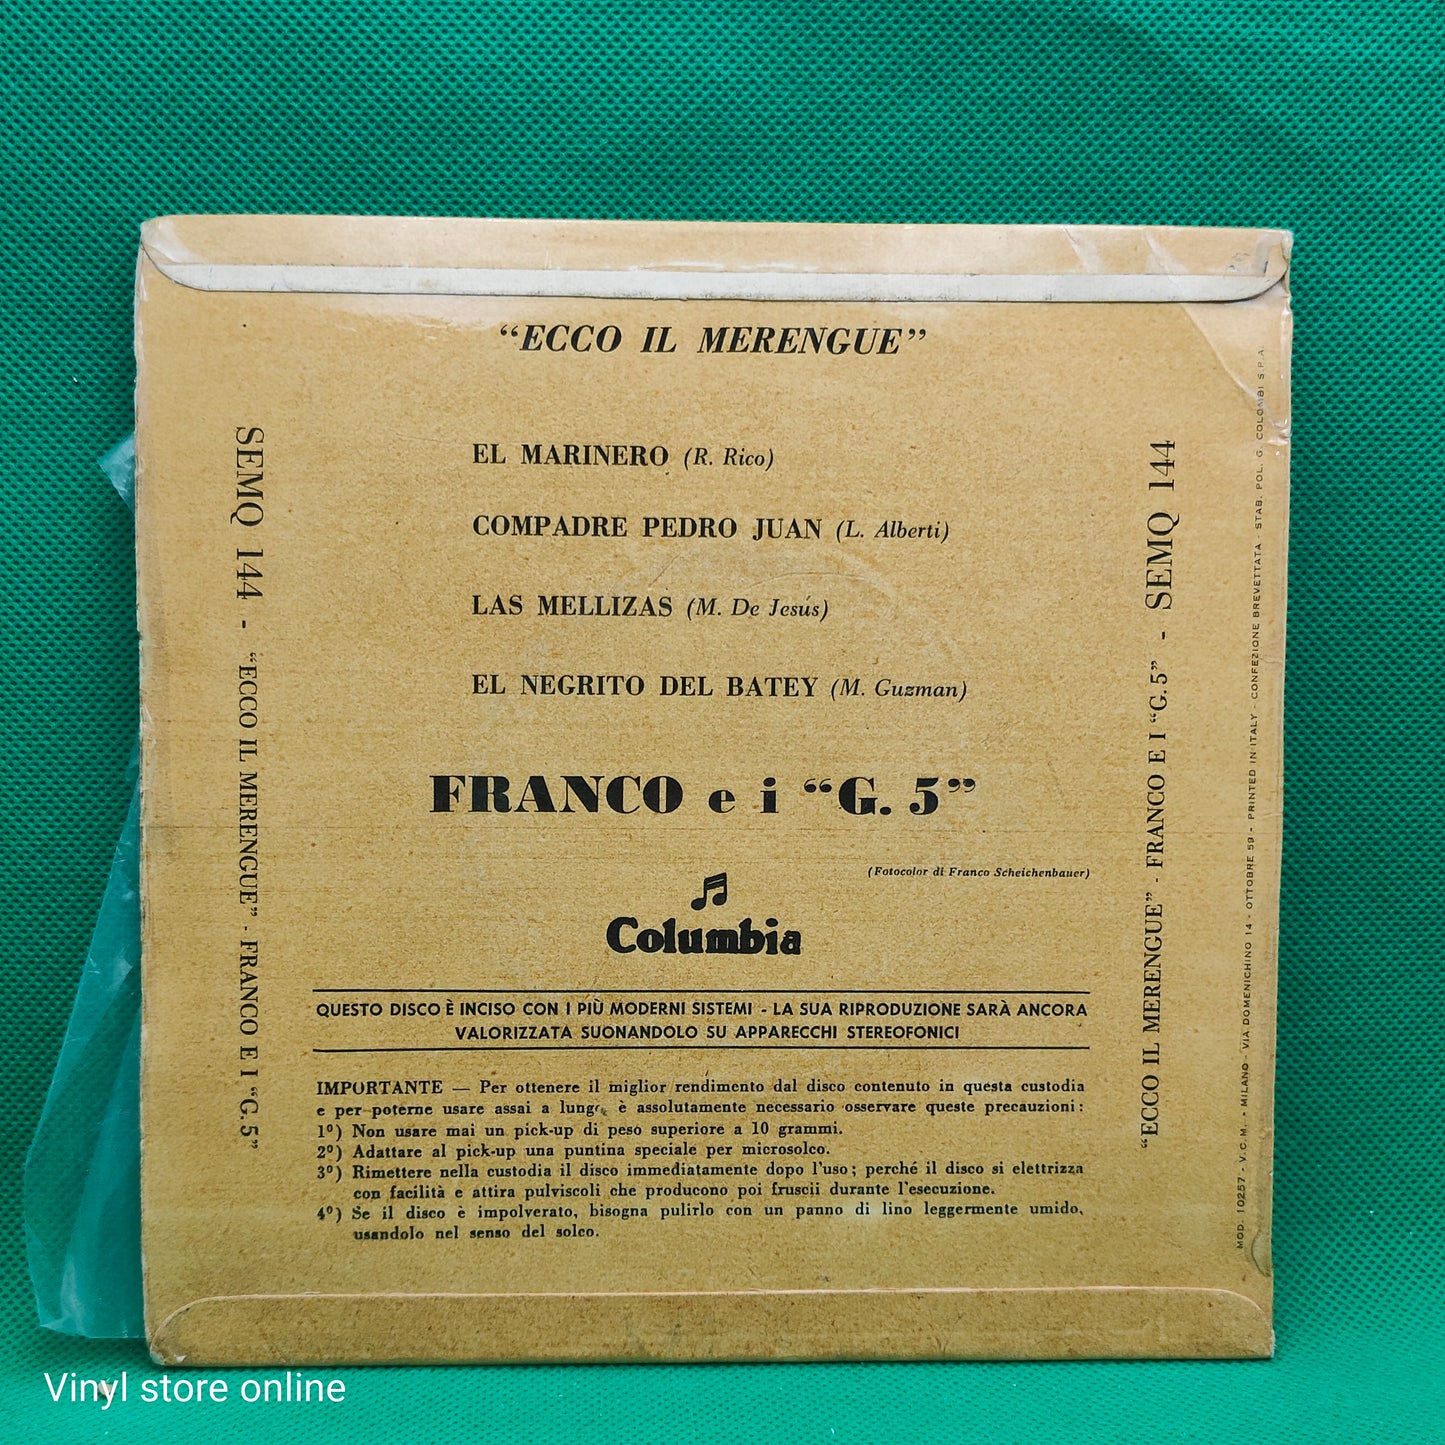 “ECCO IL MERENGUE”
EL MARINERO (R. Rico)
COMPADRE PEDRO JUAN (L. Alberti)
LAS MELLIZAS (M. De Jesús)
EL NEGRITO DEL BATEY (M. Guzman)
FRANCO e i “G. 5”
(Fotocolor di Franco Scheichenbauer)
Columbia
QUESTO DISCO È INCISO CON I PIÙ MODERNI SISTEMI - LA SUA RIPRODUZIONE SARÀ ANCORA
VALORIZZATA SUONANDOLO SU APPARECCHI STEREOFONICI
IMPORTANTE — Per ottenere il miglior rendimento dal disco contenuto in questa custodia
e per poterne usare assai a lungo, è assolutamente necessario osservare queste precauzioni:
1º) Non usare mai un pick-up di peso superiore a 10 grammi.
2º) Adattare al pick-up una puntina speciale per microsolco.
3º) Rimettere nella custodia il disco immediatamente dopo l'uso; perché il disco si elettrizza
con facilità e attira pulviscoli che producono poi fruscii durante l'esecuzione.
4º) Se il disco è impolverato, bisogna pulirlo con un panno di lino leggermente umido,
usandolo nel senso del solco.
SEMQ 144 - “ECCO IL MERENGUE” - FRANCO E I “G.5”
“ECCO IL MERENGUE” - FRANCO E I “G.5” - SEMQ 144
MOD. 10257 - V.C.M. - MILANO - VIA DOMENICHINO 14 - OTTOBRE 59 - PRINTED IN ITALY - CONFEZIONE BREVETTATA - STAB. POL. G. COLOMBI S.P.A.
Vinyl store online